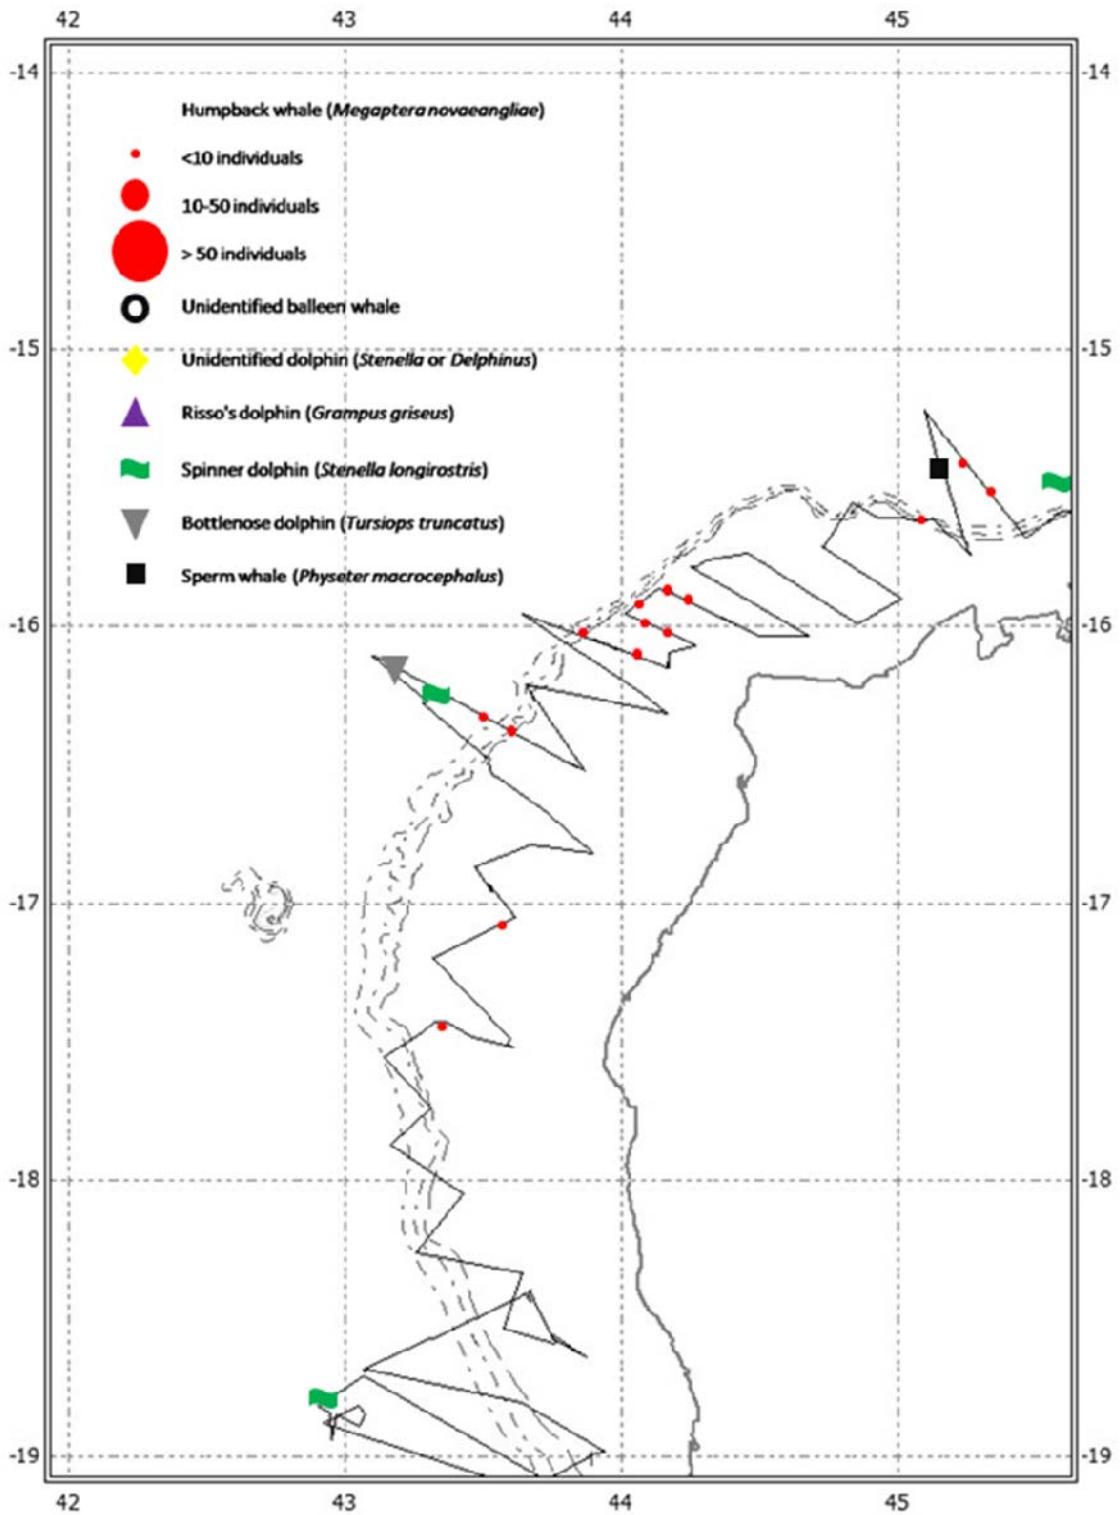 42 43 44 45
-14 -14
Humpback whale (Megaptera novaeangliae)
<10 individuals
10-50 individuals
> 50 individuals
Unidentified balleen whale
-15 -15
Unidentified dolphin (Stenella or Delphinus)
Risso's dolphin (Grampus griseus)
Spinner dolphin (Stenella longirostris)
Bottlenose dolphin (Tursiops truncatus)
Sperm whale (Physeter macrocephalus)
-16 -16
-17 -17
-18 -18
-19 -19
42 43 44 45